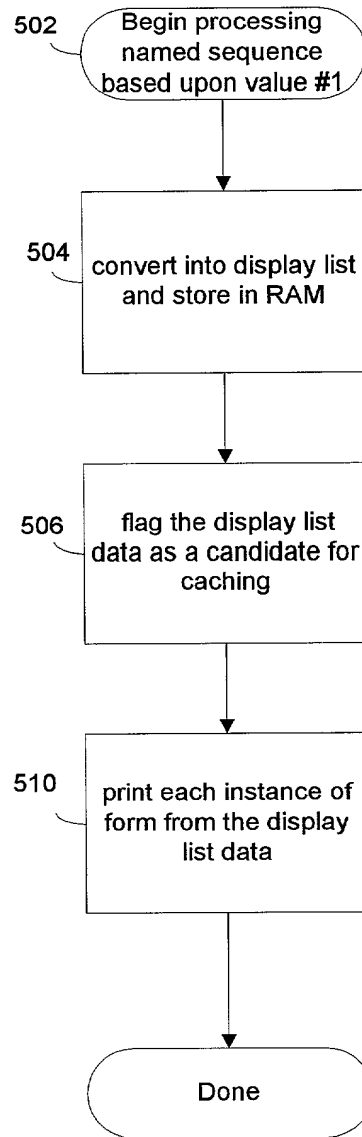 502
Begin processing
named sequence
based upon value #1
504
convert into display list
and store in RAM
506
flag the display list
data as a candidate for
caching
510
print each instance of
form from the display
list data
Done